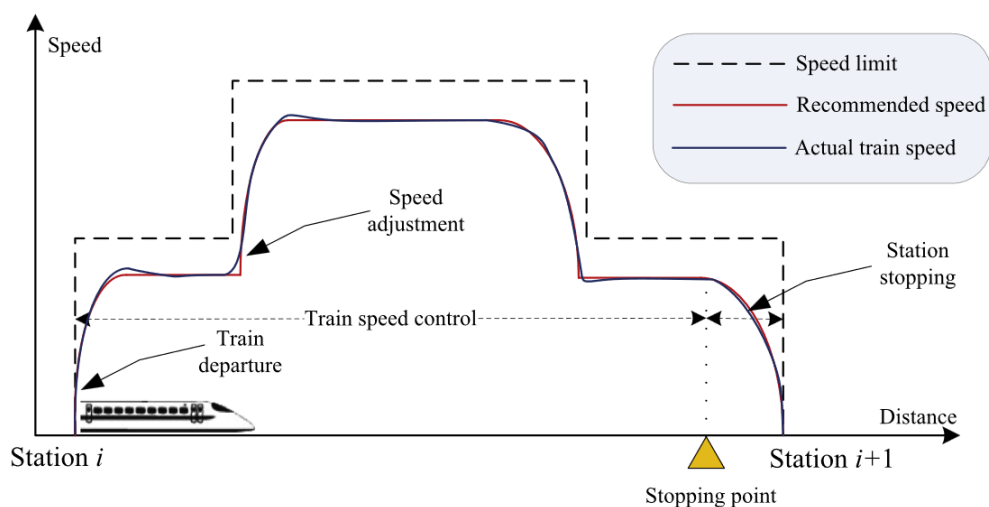 Speed
Speed limit
Recommended speed
Actual train speed
Speed
adjustment
Station
stopping
Train speed control
Train
departure
Distance
Station i
Station i+1
Stopping point